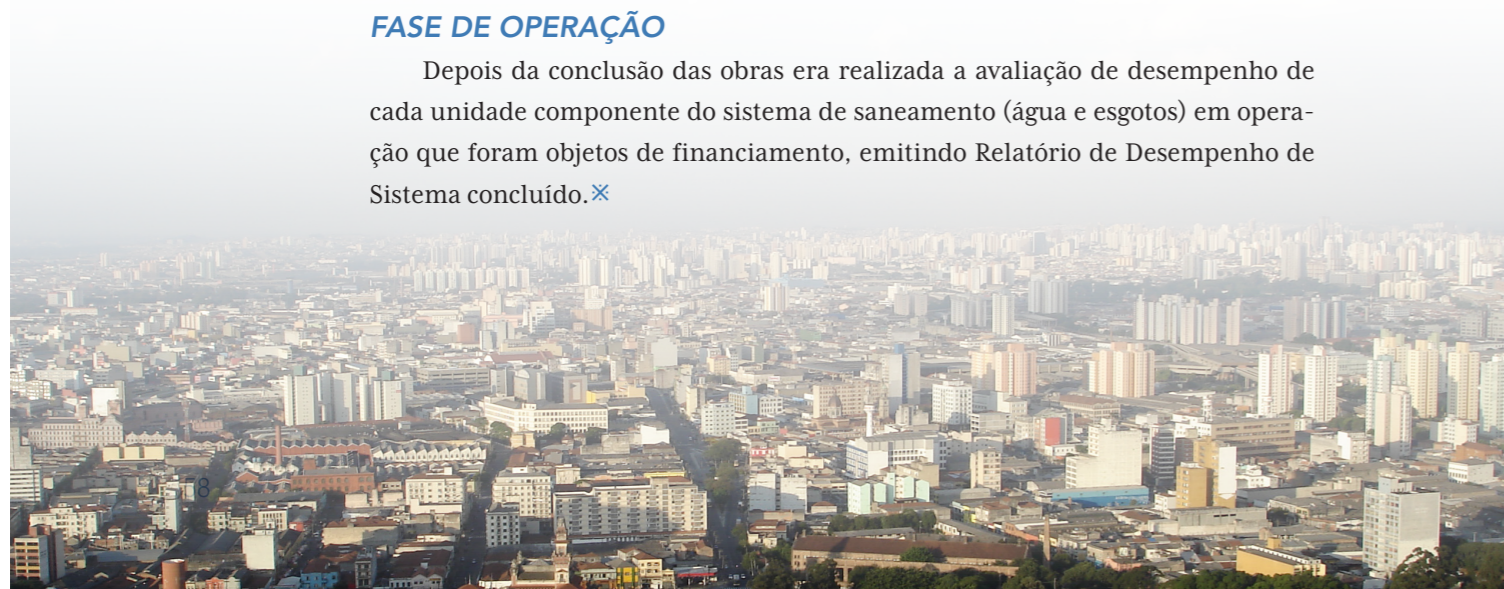 FASE DE OPERAÇÃO
Depois da conclusão das obras era realizada a avaliação de desempenho de
cada unidade componente do sistema de saneamento (água e esgotos) em opera-
ção que foram objetos de financiamento, emitindo Relatório de Desempenho de
Sistema concluído.※
58